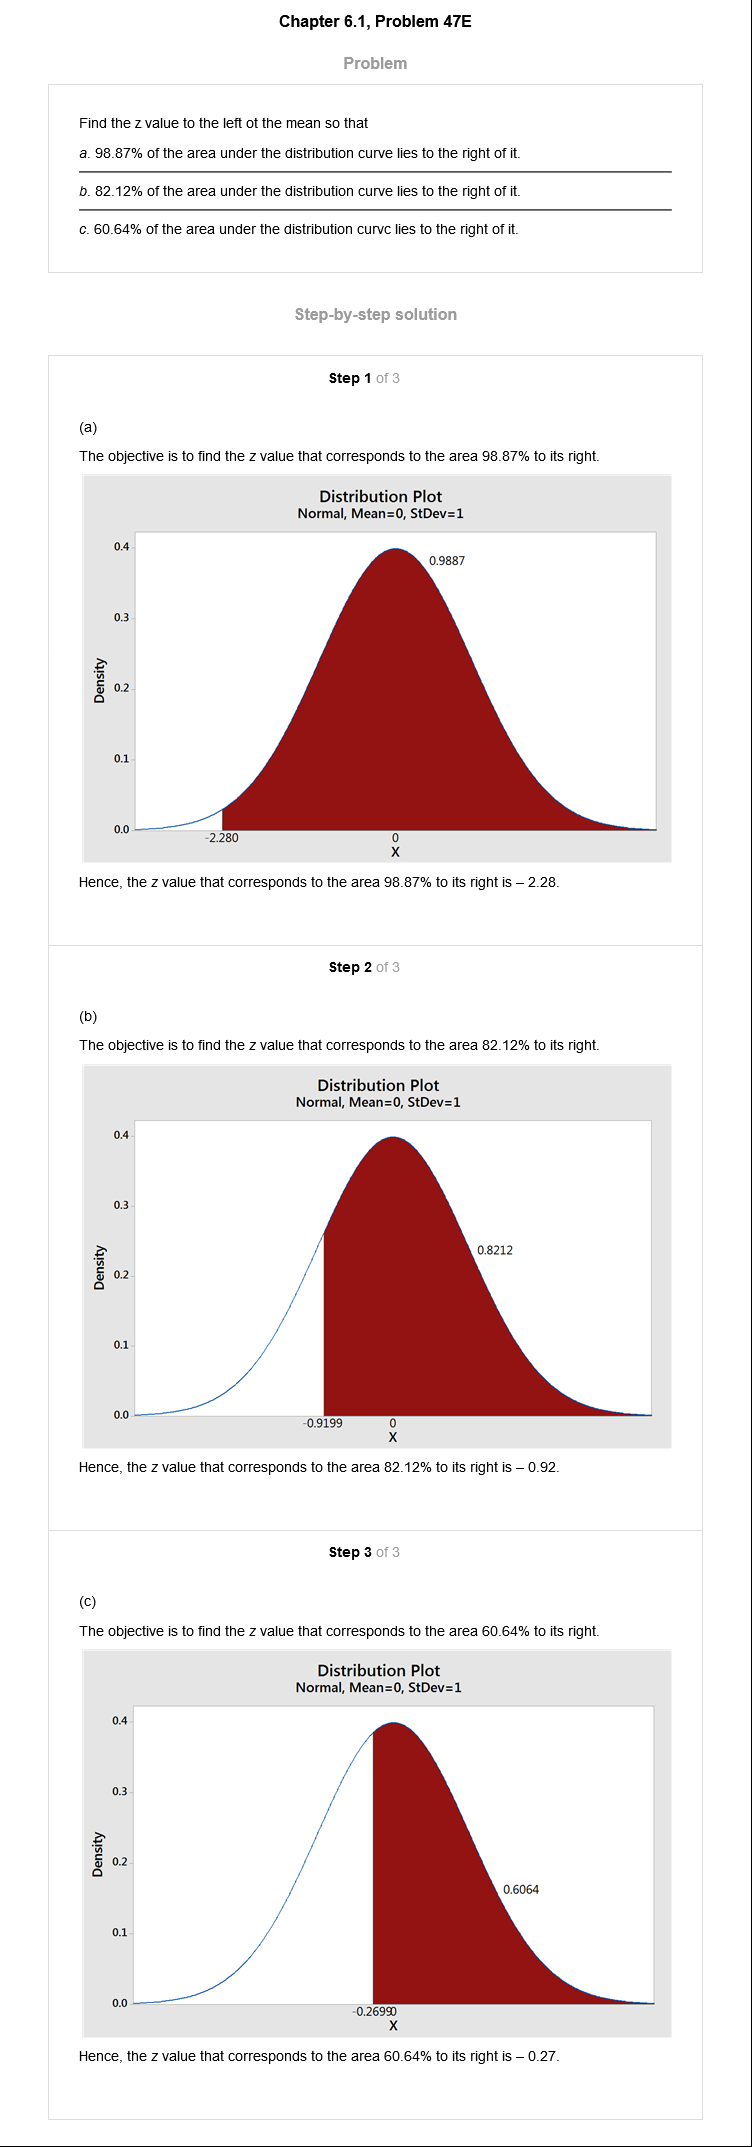 Chapter 6.1, Problem 47E
Problem
Find the z value to the left ot the mean so that
a. 98.87% of the area under the distribution curve lies to the right of it.
b. 82.12% of the area under the distribution curve lies to the right of it.
c. 60.64% of the area under the distribution curvc lies to the right of it.
Step-by-step solution
Step 1 of 3
(a)
The objective is to find the z value that corresponds to the area 98.87% to its right.
Distribution Plot
Normal, Mean=0, StDev=1
0.4
0.9887
0.3
Density
0.2
0.1
0.0
-2.280 0
X
Hence, the z value that corresponds to the area 98.87% to its right is – 2.28.
Step 2 of 3
(b)
The objective is to find the z value that corresponds to the area 82.12% to its right.
Distribution Plot
Normal, Mean=0, StDev=1
0.4
0.3
0.8212
Density
0.2
0.1
0.0
-0.9199 0
X
Hence, the z value that corresponds to the area 82.12% to its right is – 0.92.
Step 3 of 3
(c)
The objective is to find the z value that corresponds to the area 60.64% to its right.
Distribution Plot
Normal, Mean=0, StDev=1
0.4
0.3
Density
0.2
0.6064
0.1
0.0
-0.2699 0
X
Hence, the z value that corresponds to the area 60.64% to its right is – 0.27.